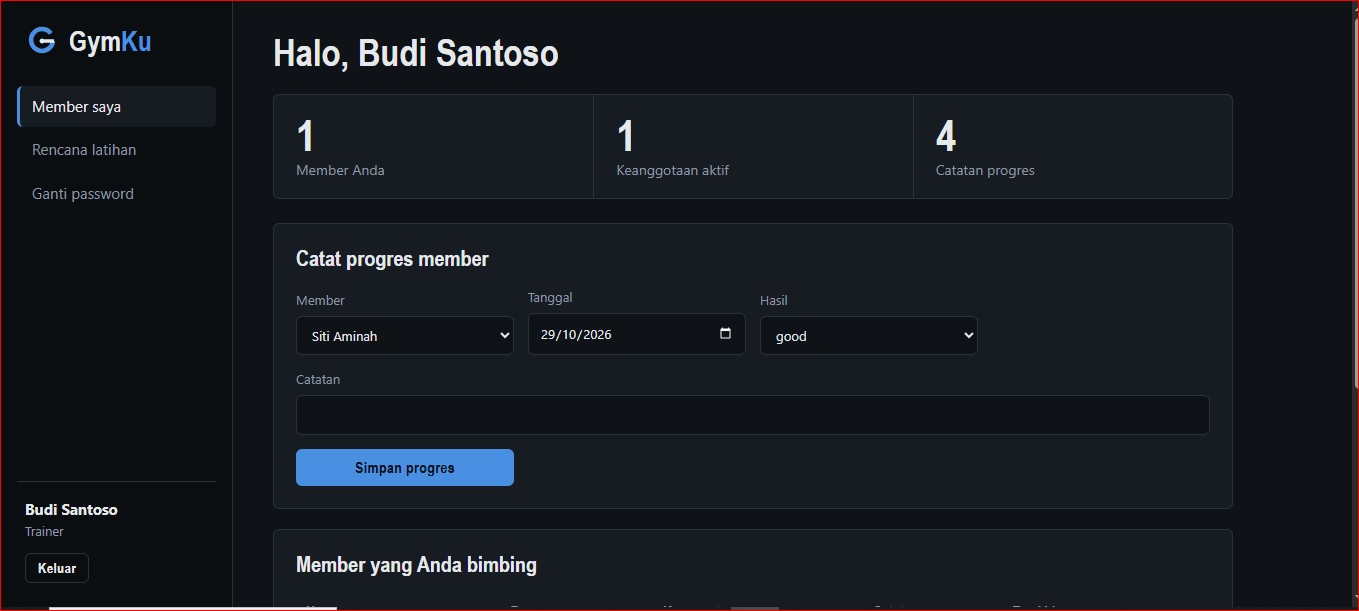 GymKu
Member saya
Rencana latihan
Ganti password
Budi Santoso
Trainer
Keluar
Halo, Budi Santoso
1
Member Anda
1
Keanggotaan aktif
4
Catatan progres
Catat progres member
Member
Tanggal
Hasil
Siti Aminah
29/10/2026
good
Catatan
Simpan progres
Member yang Anda bimbing